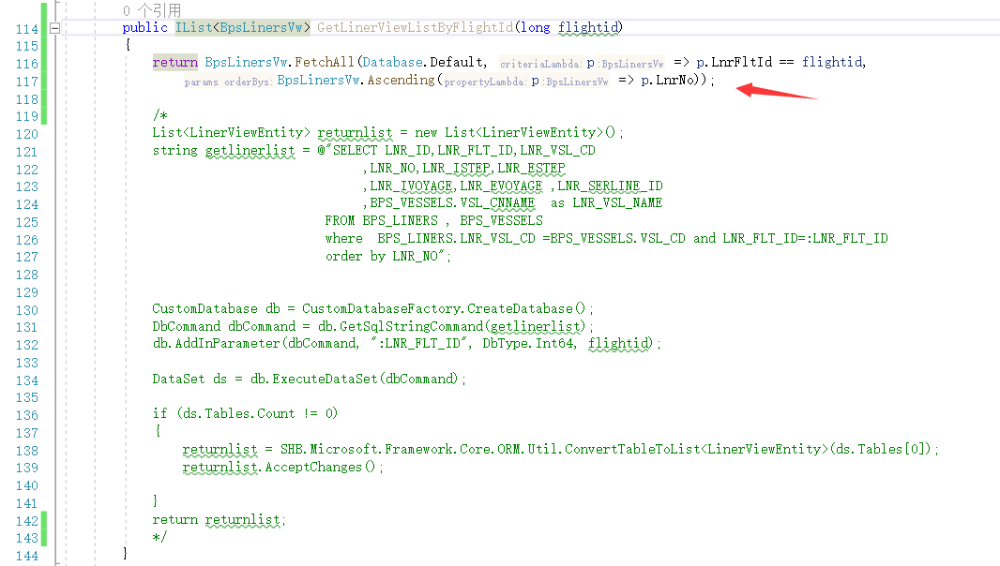 0 个引用
114 public IList<BpsLinersVw> GetLinerViewListByFlightId(long flightid)
115 {
116 return BpsLinersVw.FetchAll(Database.Default, criteriaLambda: p :BpsLinersVw => p.LnrFltId == flightid,
117 params orderBys: BpsLinersVw.Ascending(propertyLambda: p :BpsLinersVw => p.LnrNo));
118
119 /*
120 List<LinerViewEntity> returnlist = new List<LinerViewEntity>();
121 string getlinerlist = @"SELECT LNR_ID,LNR_FLT_ID,LNR_VSL_CD
122 ,LNR_NO,LNR_ISTEP,LNR_ESTEP
123 ,LNR_IVOYAGE,LNR_EVOYAGE ,LNR_SERLINE_ID
124 ,BPS_VESSELS.VSL_CNNAME as LNR_VSL_NAME
125 FROM BPS_LINERS , BPS_VESSELS
126 where BPS_LINERS.LNR_VSL_CD =BPS_VESSELS.VSL_CD and LNR_FLT_ID=:LNR_FLT_ID
127 order by LNR_NO";
128
129
130 CustomDatabase db = CustomDatabaseFactory.CreateDatabase();
131 DbCommand dbCommand = db.GetSqlStringCommand(getlinerlist);
132 db.AddInParameter(dbCommand, ":LNR_FLT_ID", DbType.Int64, flightid);
133
134 DataSet ds = db.ExecuteDataSet(dbCommand);
135
136 if (ds.Tables.Count != 0)
137 {
138 returnlist = SHB.Microsoft.Framework.Core.ORM.Util.ConvertTableToList<LinerViewEntity>(ds.Tables[0]);
139 returnlist.AcceptChanges();
140
141 }
142 return returnlist;
143 */
144 }